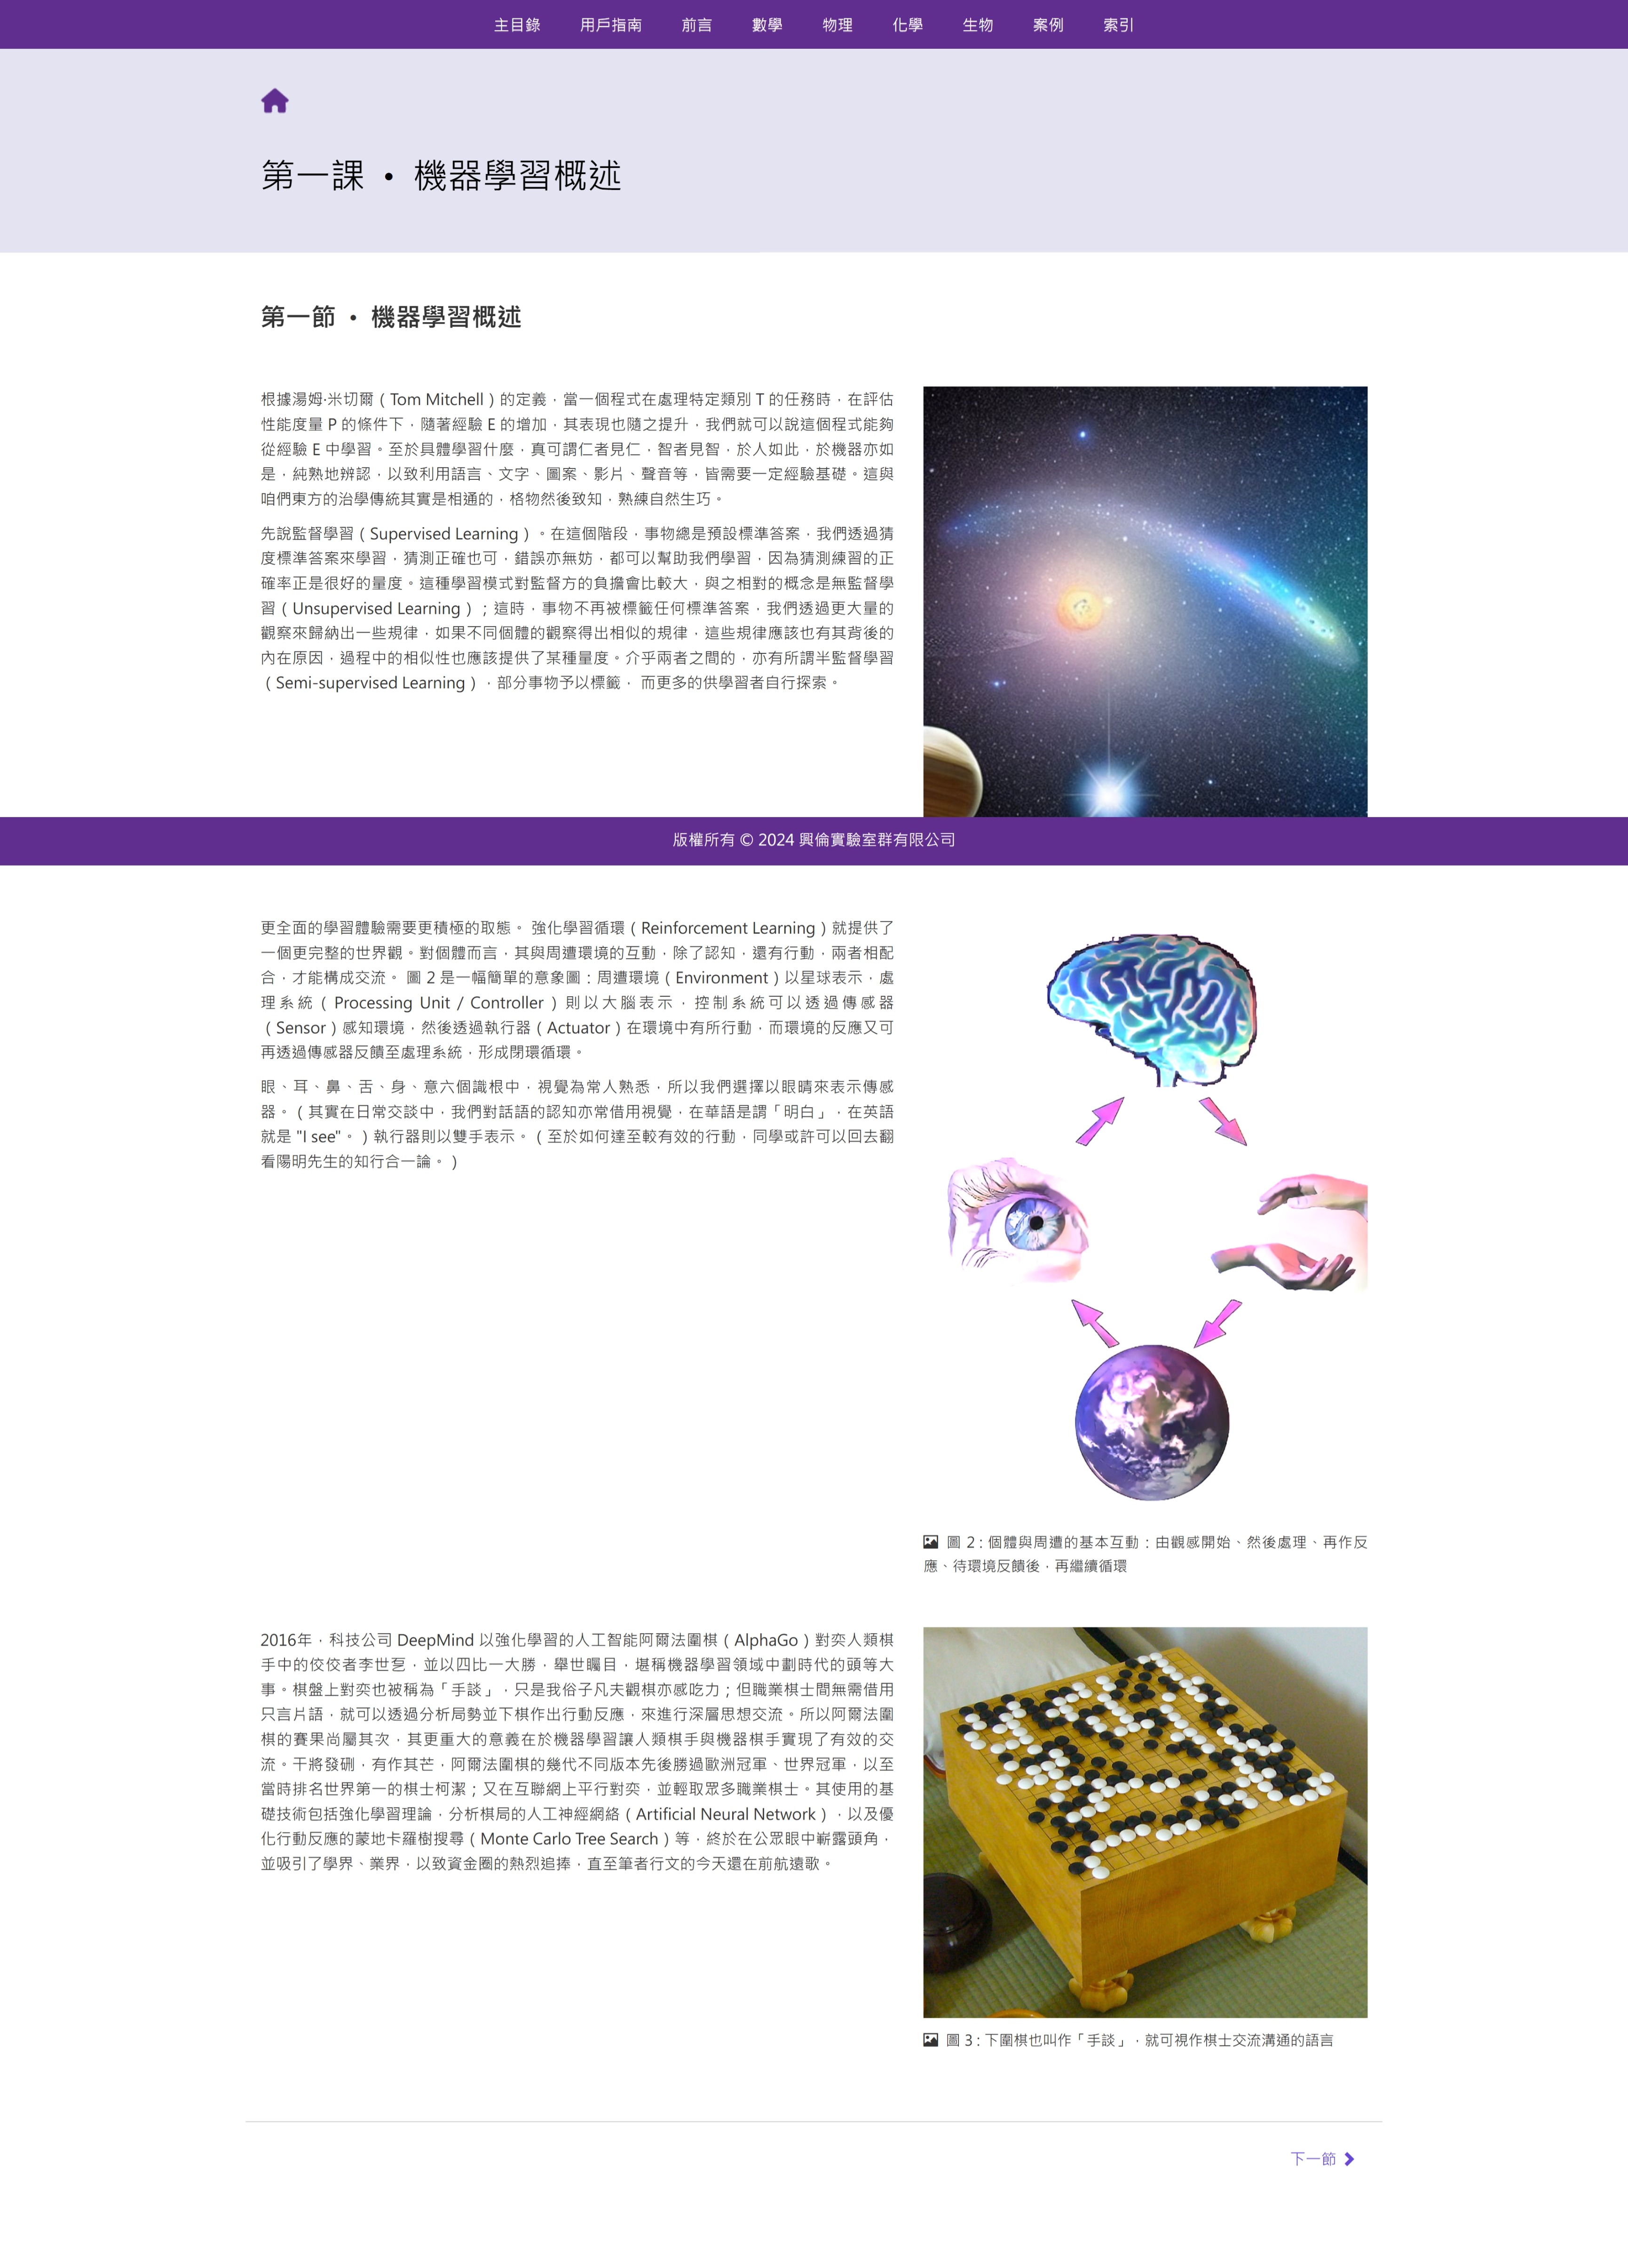 主目錄 用戶指南 前言 數學 物理 化學 生物 案例 索引
第一課 • 機器學習概述
第一節 • 機器學習概述
根據湯姆·米切爾（Tom Mitchell）的定義，當一個程式在處理特定類別 T 的任務時，在評估
性能度量 P 的條件下，隨著經驗 E 的增加，其表現也隨之提升，我們就可以說這個程式能夠
從經驗 E 中學習。至於具體學習什麼，真可謂仁者見仁，智者見智，於人如此，於機器亦如
是，純熟地辨認，以致利用語言、文字、圖案、影片、聲音等，皆需要一定經驗基礎。這與
咱們東方的治學傳統其實是相通的，格物然後致知，熟練自然生巧。
先說監督學習（Supervised Learning）。在這個階段，事物總是預設標準答案，我們透過猜
度標準答案來學習，猜測正確也可，錯誤亦無妨，都可以幫助我們學習，因為猜測練習的正
確率正是很好的量度。這種學習模式對監督方的負擔會比較大，與之相對的概念是無監督學
習（Unsupervised Learning）；這時，事物不再被標籤任何標準答案，我們透過更大量的
觀察來歸納出一些規律，如果不同個體的觀察得出相似的規律，這些規律應該也有其背後的
內在原因，過程中的相似性也應該提供了某種量度。介乎兩者之間的，亦有所謂半監督學習
（Semi-supervised Learning），部分事物予以標籤， 而更多的供學習者自行探索。
版權所有 © 2024 興倫實驗室群有限公司
更全面的學習體驗需要更積極的取態。 強化學習循環（Reinforcement Learning）就提供了
一個更完整的世界觀。對個體而言，其與周遭環境的互動，除了認知，還有行動，兩者相配
合，才能構成交流。 圖 2 是一幅簡單的意象圖：周遭環境（Environment）以星球表示，處
理系統（Processing Unit / Controller）則以大腦表示，控制系統可以透過傳感器
（Sensor）感知環境，然後透過執行器（Actuator）在環境中有所行動，而環境的反應又可
再透過傳感器反饋至處理系統，形成閉環循環。
眼、耳、鼻、舌、身、意六個識根中，視覺為常人熟悉，所以我們選擇以眼睛來表示傳感
器。（其實在日常交談中，我們對話語的認知亦常借用視覺，在華語是謂「明白」，在英語
就是 "I see"。）執行器則以雙手表示。（至於如何達至較有效的行動，同學或許可以回去翻
看陽明先生的知行合一論。）
圖 2：個體與周遭的基本互動：由觀感開始、然後處理、再作反
應、待環境反饋後，再繼續循環
2016年，科技公司 DeepMind 以強化學習的人工智能阿爾法圍棋（AlphaGo）對奕人類棋
手中的佼佼者李世乭，並以四比一大勝，舉世矚目，堪稱機器學習領域中劃時代的頭等大
事。棋盤上對奕也被稱為「手談」，只是我俗子凡夫觀棋亦感吃力；但職業棋士間無需借用
只言片語，就可以透過分析局勢並下棋作出行動反應，來進行深層思想交流。所以阿爾法圍
棋的賽果尚屬其次，其更重大的意義在於機器學習讓人類棋手與機器棋手實現了有效的交
流。干將發硎，有作其芒，阿爾法圍棋的幾代不同版本先後勝過歐洲冠軍、世界冠軍，以至
當時排名世界第一的棋士柯潔；又在互聯網上平行對奕，並輕取眾多職業棋士。其使用的基
礎技術包括強化學習理論，分析棋局的人工神經網絡（Artificial Neural Network），以及優
化行動反應的蒙地卡羅樹搜尋（Monte Carlo Tree Search）等，終於在公眾眼中嶄露頭角，
並吸引了學界、業界，以致資金圈的熱烈追捧，直至筆者行文的今天還在前航遠歌。
圖 3：下圍棋也叫作「手談」，就可視作棋士交流溝通的語言
下一節